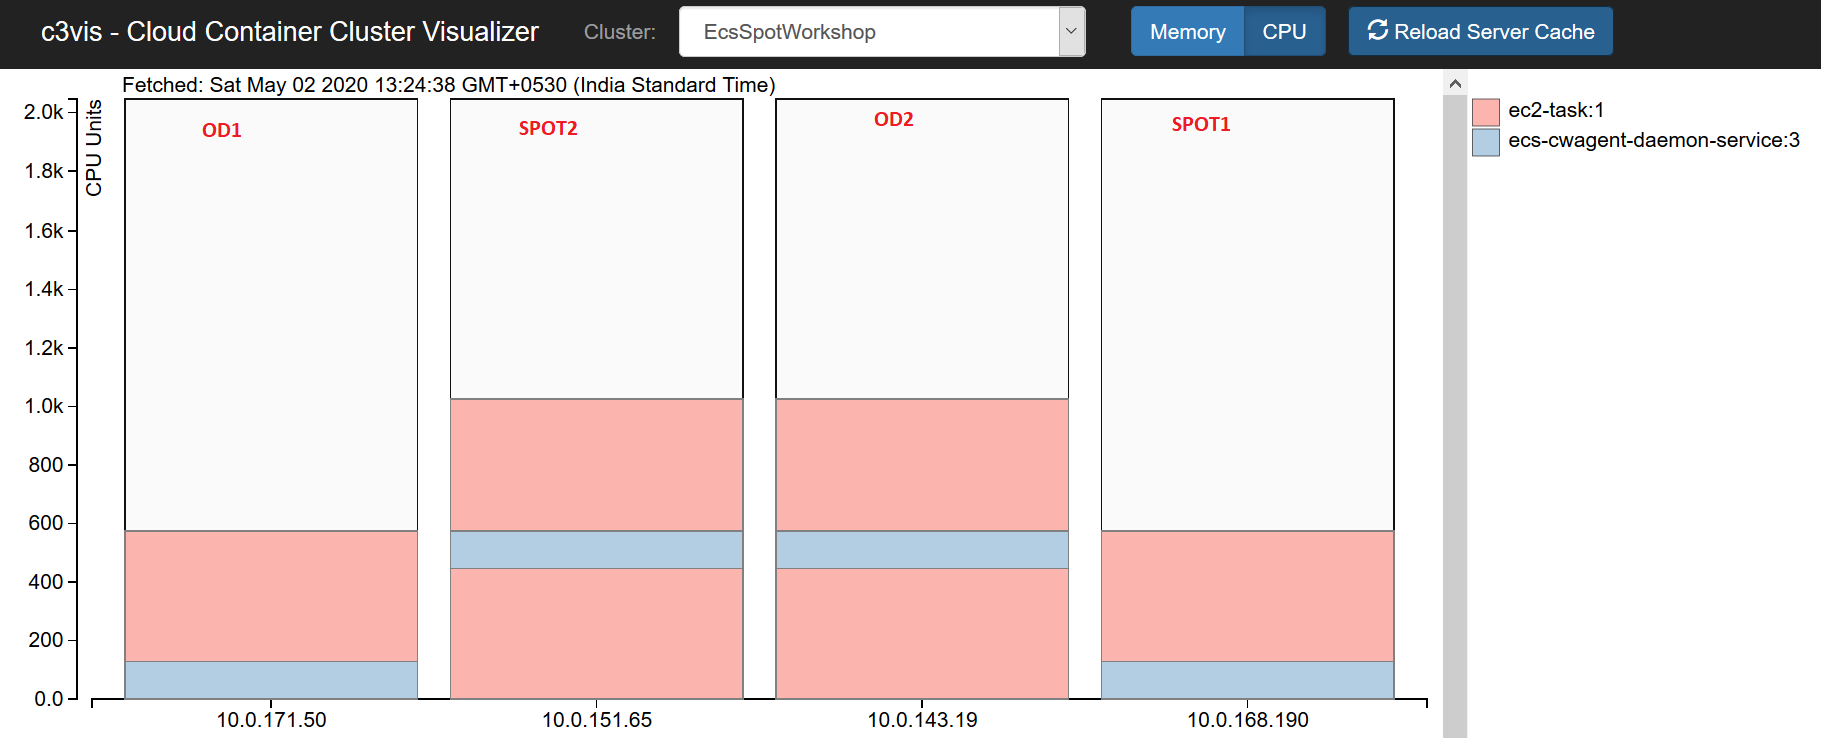 c3vis - Cloud Container Cluster Visualizer Cluster: EcsSpotWorkshop Memory CPU Reload Server Cache
Fetched: Sat May 02 2020 13:24:38 GMT+0530 (India Standard Time)
CPU Units
2.0k
1.8k
1.6k
1.4k
1.2k
1.0k
800
600
400
200
0.0
OD1 SPOT2 OD2 SPOT1
10.0.171.50 10.0.151.65 10.0.143.19 10.0.168.190
ec2-task:1
ecs-cwagent-daemon-service:3